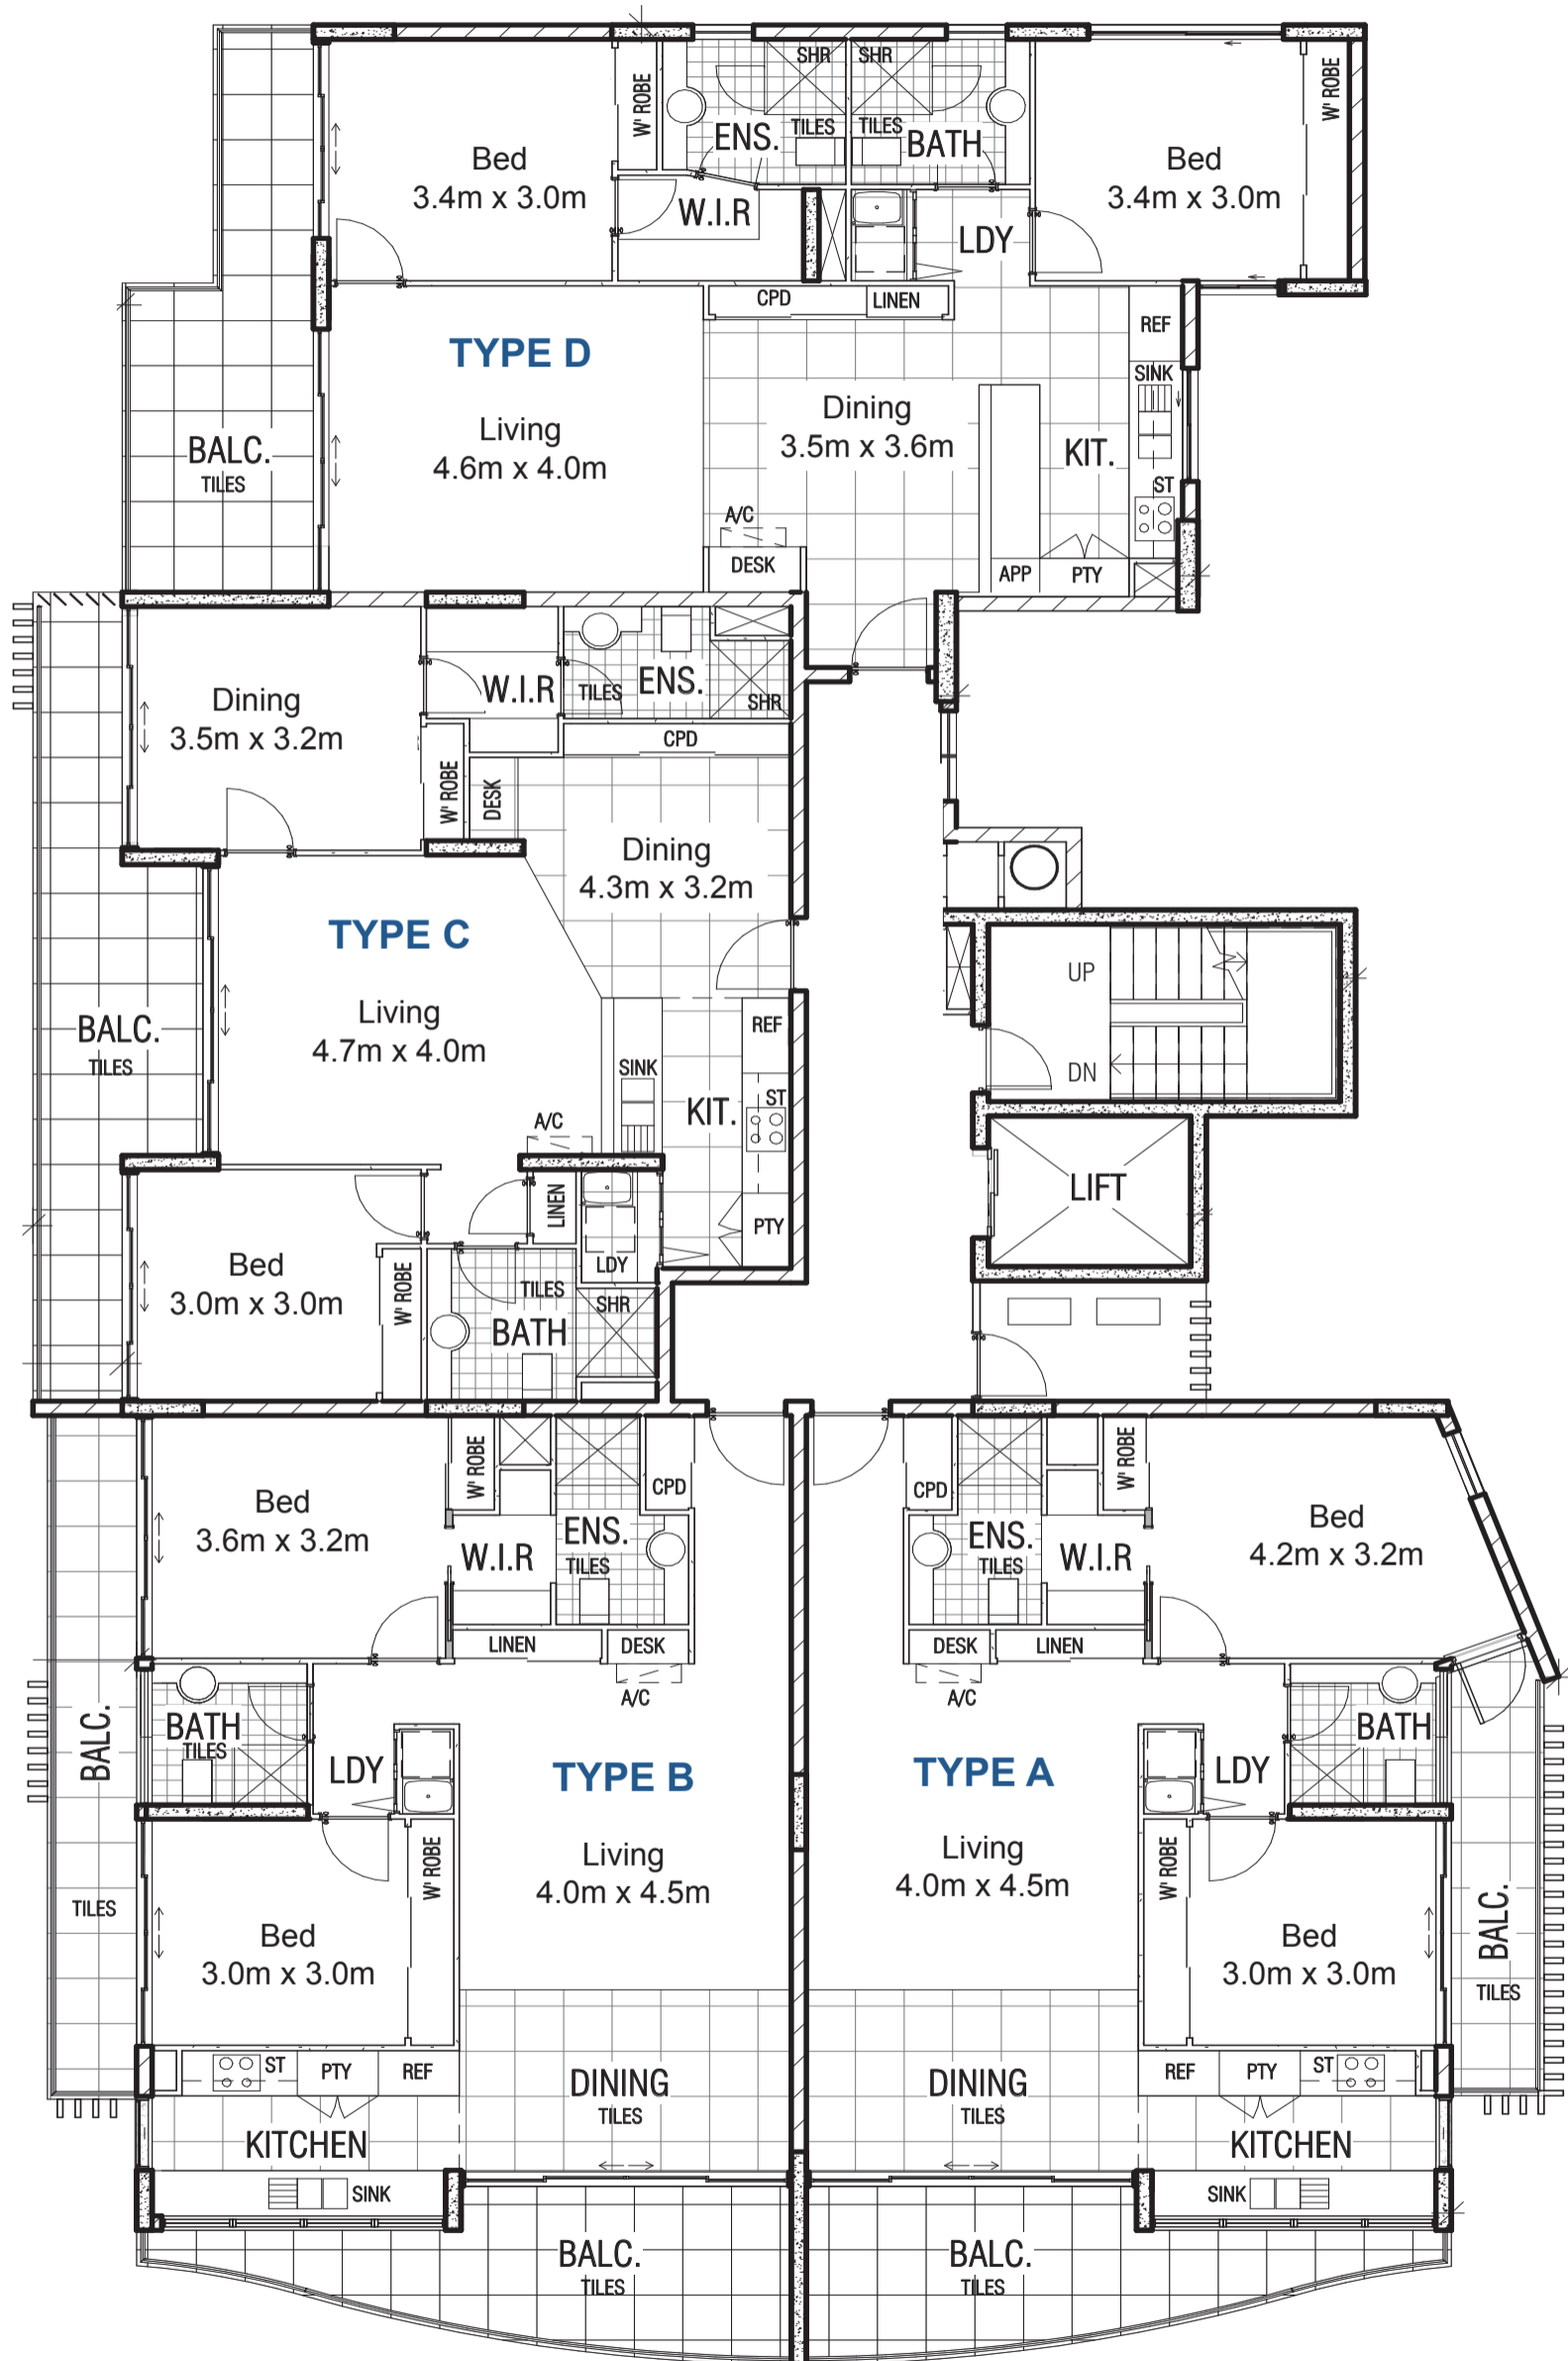 W' ROBE
SHR
SHR
W' ROBE
Bed
3.4m x 3.0m
ENS.
TILES
TILES
BATH
Bed
3.4m x 3.0m
W.I.R
LDY
CPD
LINEN
REF
TYPE D
SINK
Living
4.6m x 4.0m
Dining
3.5m x 3.6m
BALC.
TILES
KIT.
ST
A/C
DESK
APP
PTY
Dining
3.5m x 3.2m
W.I.R
TILES
ENS.
SHR
CPD
W' ROBE
DESK
Dining
4.3m x 3.2m
TYPE C
UP
DN
Living
4.7m x 4.0m
BALC.
TILES
REF
SINK
ST
KIT.
A/C
LIFT
LINEN
LDY
PTY
Bed
3.0m x 3.0m
W' ROBE
TILES
SHR
BATH
W' ROBE
CPD
CPD
W' ROBE
Bed
3.6m x 3.2m
W.I.R
ENS.
TILES
ENS.
TILES
W.I.R
Bed
4.2m x 3.2m
LINEN
DESK
DESK
LINEN
A/C
A/C
BALC.
BATH
TILES
LDY
TYPE B
TYPE A
LDY
BATH
Living
4.0m x 4.5m
Living
4.0m x 4.5m
W' ROBE
W' ROBE
TILES
Bed
3.0m x 3.0m
Bed
3.0m x 3.0m
BALC.
TILES
ST
PTY
REF
DINING
TILES
DINING
TILES
REF
PTY
ST
KITCHEN
KITCHEN
SINK
SINK
BALC.
TILES
BALC.
TILES